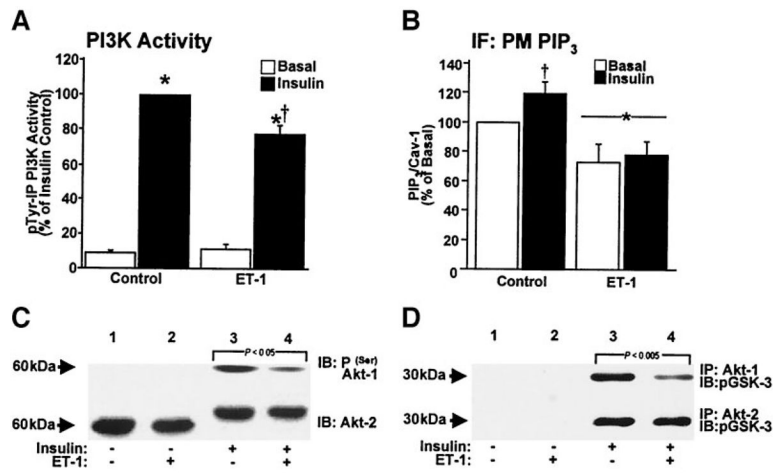 A
PI3K Activity
pTyr-IP PI3K Activity
(% of Insulin Control)
120
100
80
60
40
20
0
Basal
Insulin
*
*†
Control
ET-1
B
IF: PM PIP3
PIP3/Cav-1
(% of Basal)
140
120
100
80
60
40
20
0
Basal
Insulin
†
*
Control
ET-1
C
1 2 3 4
P < 05
60kDa
IB: P (Ser)
Akt-1
60kDa
IB: Akt-2
Insulin: - - + +
ET-1: - + - +
D
1 2 3 4
P < 005
30kDa
IP: Akt-1
IB:pGSK-3
30kDa
IP: Akt-2
IB:pGSK-3
Insulin: - - + +
ET-1: - + - +